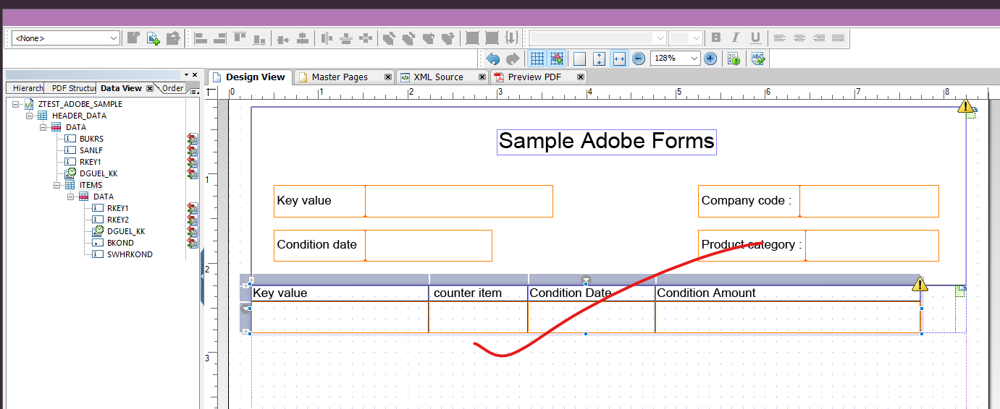 <None>
B I U
128%
Hierarch PDF Structu Data View Order
Design View Master Pages XML Source Preview PDF
0 1 2 3 4 5 6 7 8
ZTEST_ADOBE_SAMPLE
HEADER_DATA
DATA
BUKRS
SANLF
RKEY1
DGUEL_KK
ITEMS
DATA
RKEY1
RKEY2
DGUEL_KK
BKOND
SWHRKOND
1
2
3
Sample Adobe Forms
Key value
Company code :
Condition date
Product category :
Key value counter item Condition Date Condition Amount